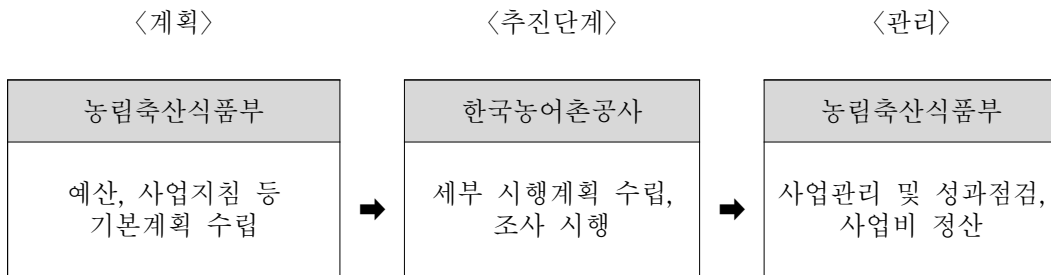 〈계획〉
〈추진단계〉
〈관리〉
농림축산식품부
한국농어촌공사
농림축산식품부
예산, 사업지침 등
기본계획 수립
➡
세부 시행계획 수립,
조사 시행
➡
사업관리 및 성과점검,
사업비 정산